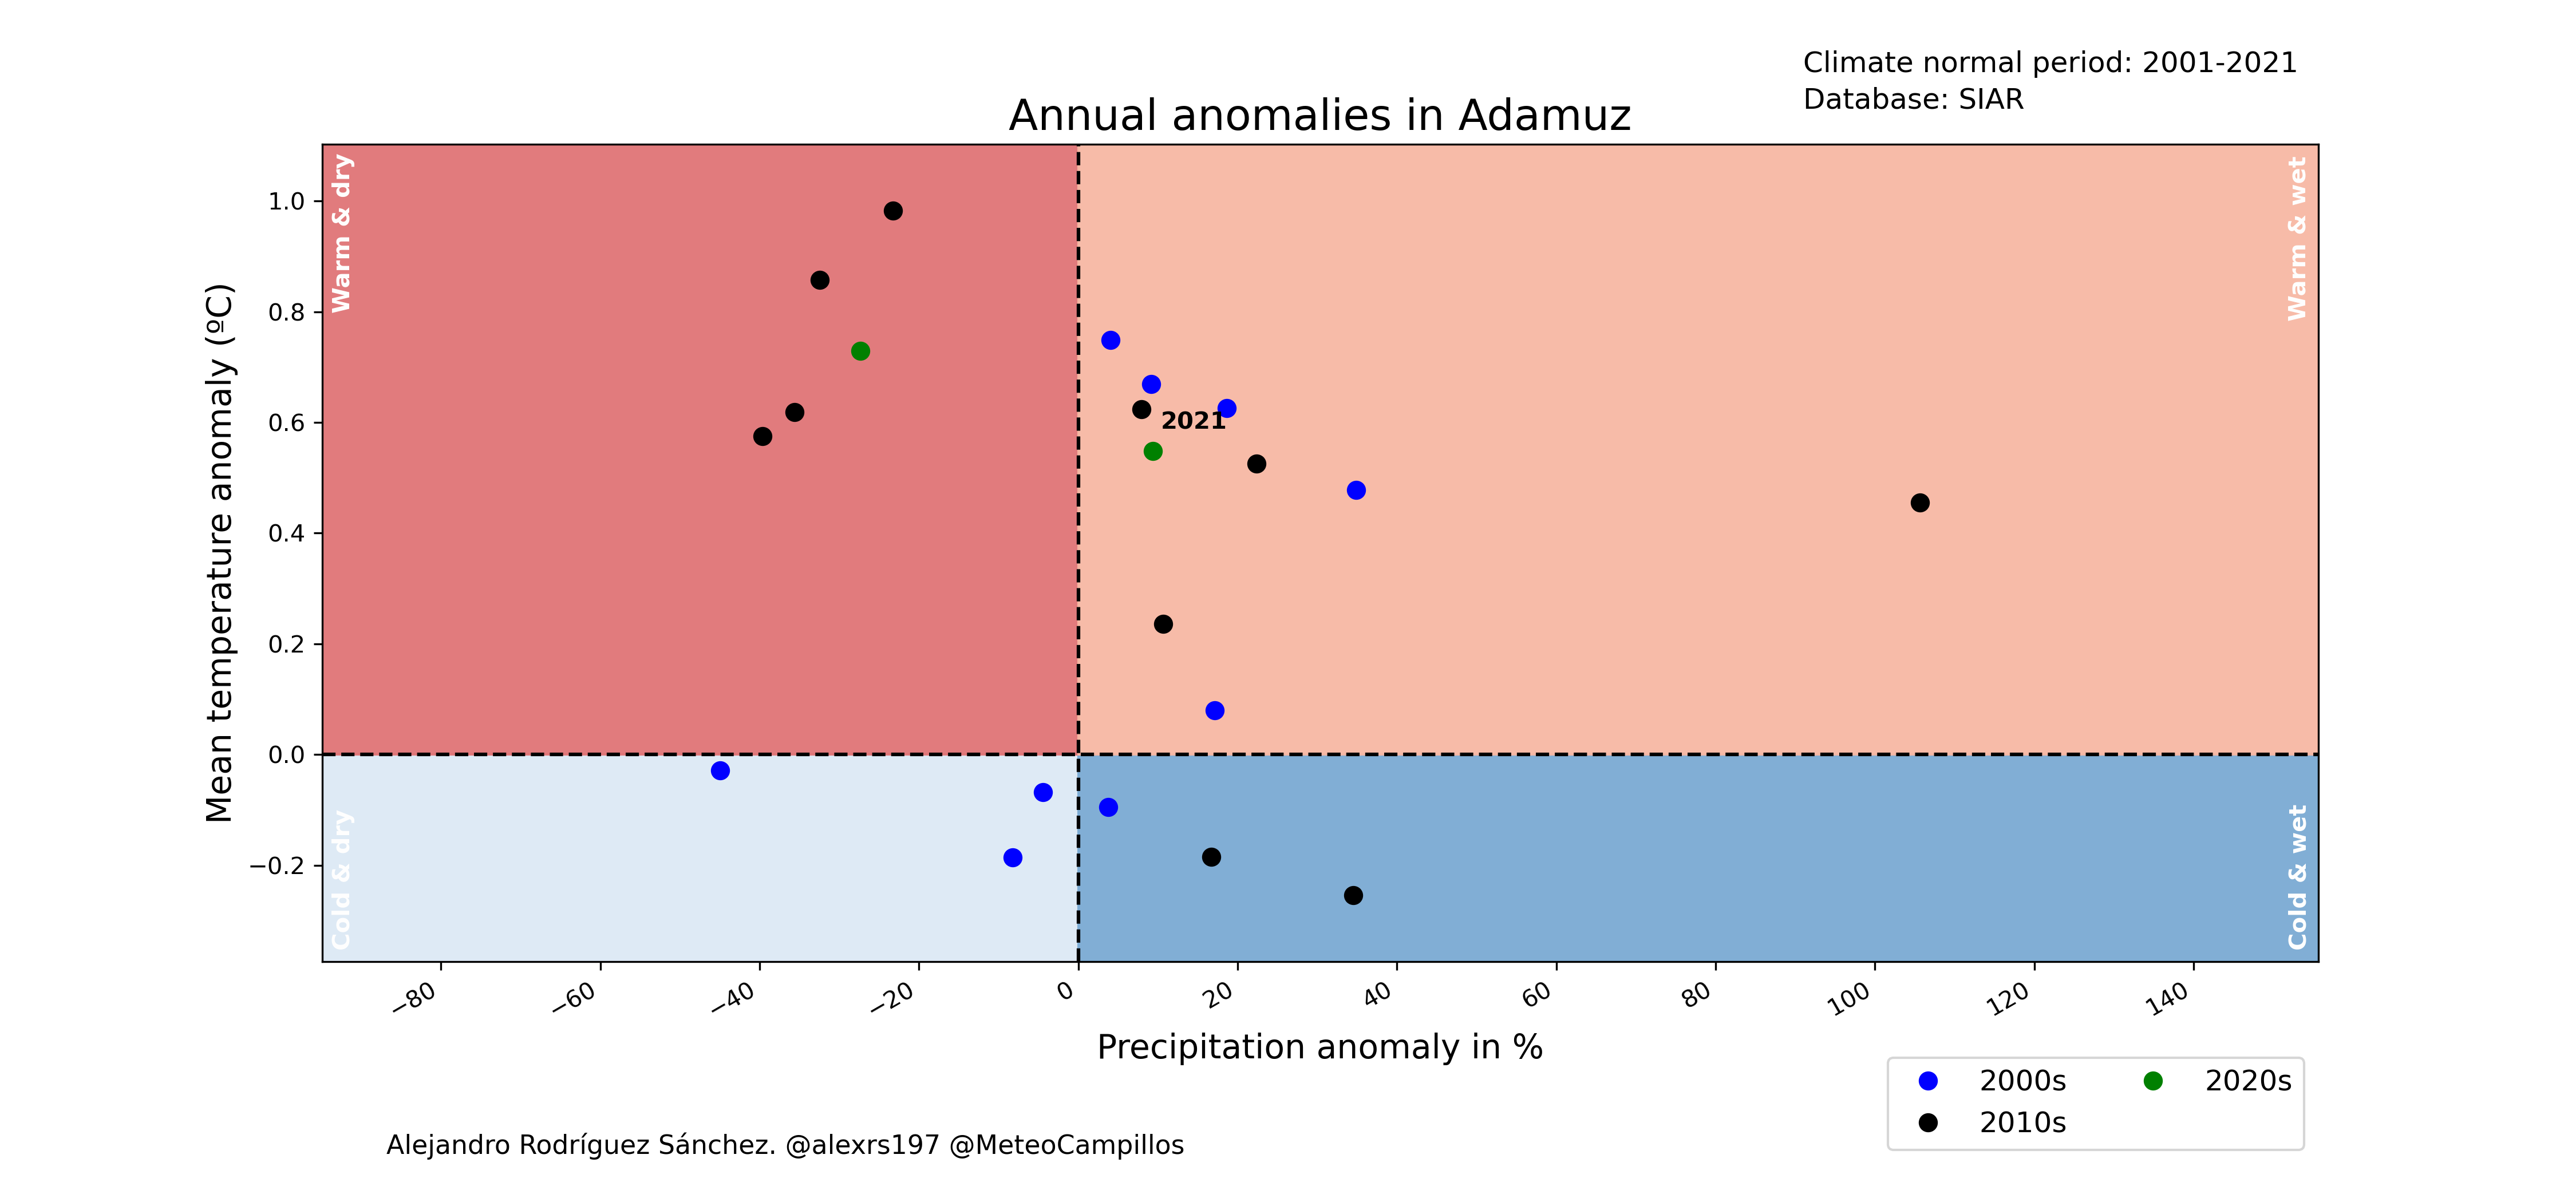 Climate normal period: 2001-2021
Database: SIAR
Annual anomalies in Adamuz
Warm & dry
Warm & wet
1.0
0.8
0.6
0.4
0.2
0.0
−0.2
Mean temperature anomaly (ºC)
2021
Cold & dry
Cold & wet
−80 −60 −40 −20 0 20 40 60 80 100 120 140
Precipitation anomaly in %
2000s 2020s
2010s
Alejandro Rodríguez Sánchez. @alexrs197 @MeteoCampillos